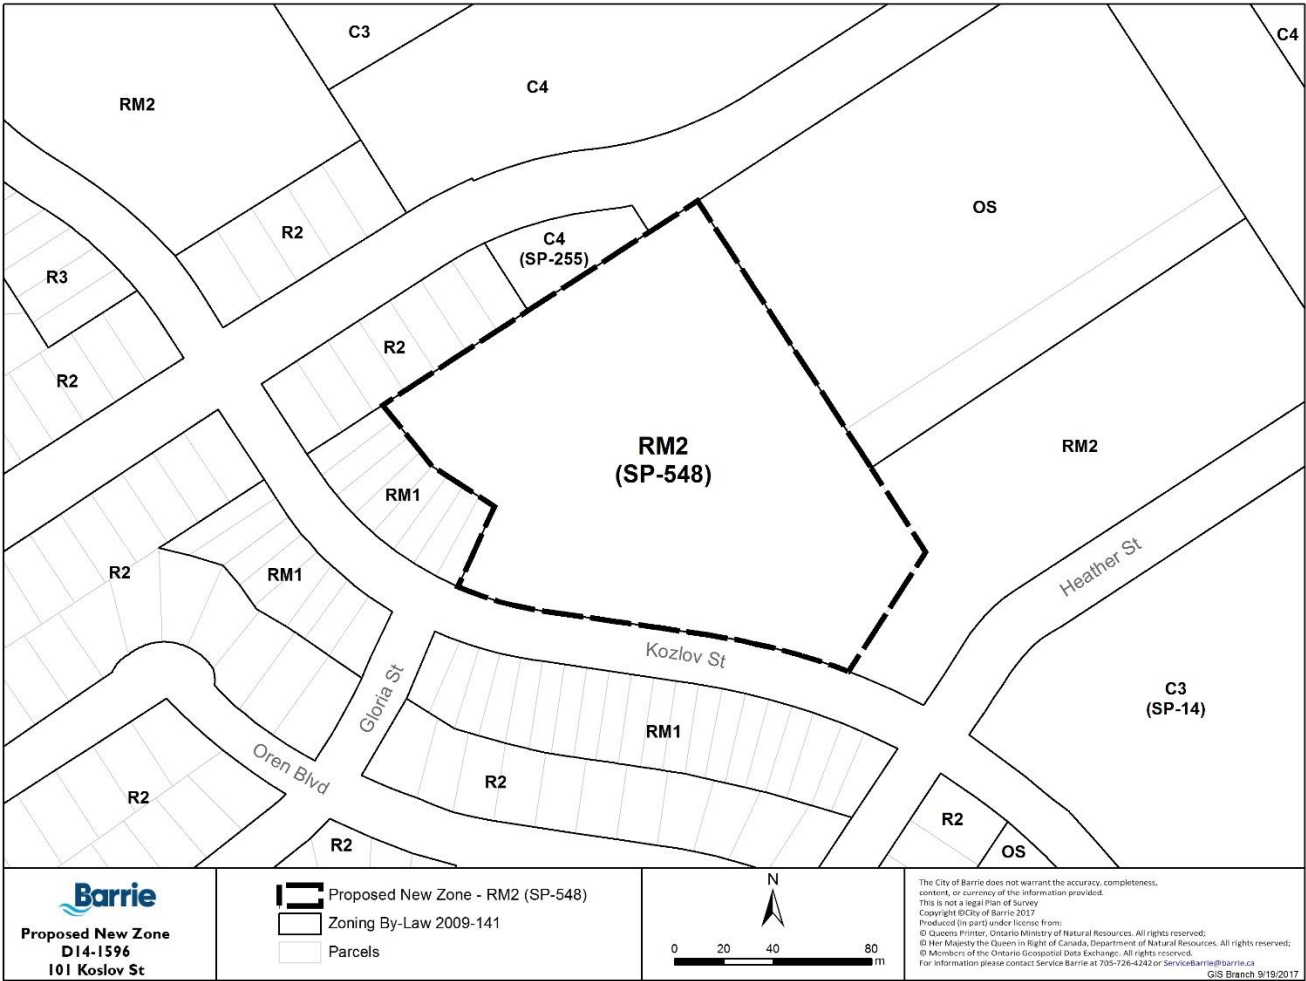 C3
C4
C4
RM2
OS
R2
C4
(SP-255)
R3
R2
R2
RM2
(SP-548)
RM2
RM1
Heather St
R2
RM1
Kozlov St
Gloria St
C3
(SP-14)
RM1
Oren Blvd
R2
R2
R2
R2
OS
Barrie
Proposed New Zone
D14-1596
101 Koslov St
Proposed New Zone - RM2 (SP-548)
Zoning By-Law 2009-141
Parcels
N
0 20 40 80
m
The City of Barrie does not warrant the accuracy, completeness,
content, or currency of the information provided.
This is not a legal Plan of Survey
Copyright ©City of Barrie 2017
Produced (in part) under license from:
© Queens Printer, Ontario Ministry of Natural Resources. All rights reserved;
© Her Majesty the Queen in Right of Canada, Department of Natural Resources. All rights reserved;
© Members of the Ontario Geospatial Data Exchange. All rights reserved.
For information please contact Service Barrie at 705-726-4242 or ServiceBarrie@barrie.ca
GIS Branch 9/19/2017